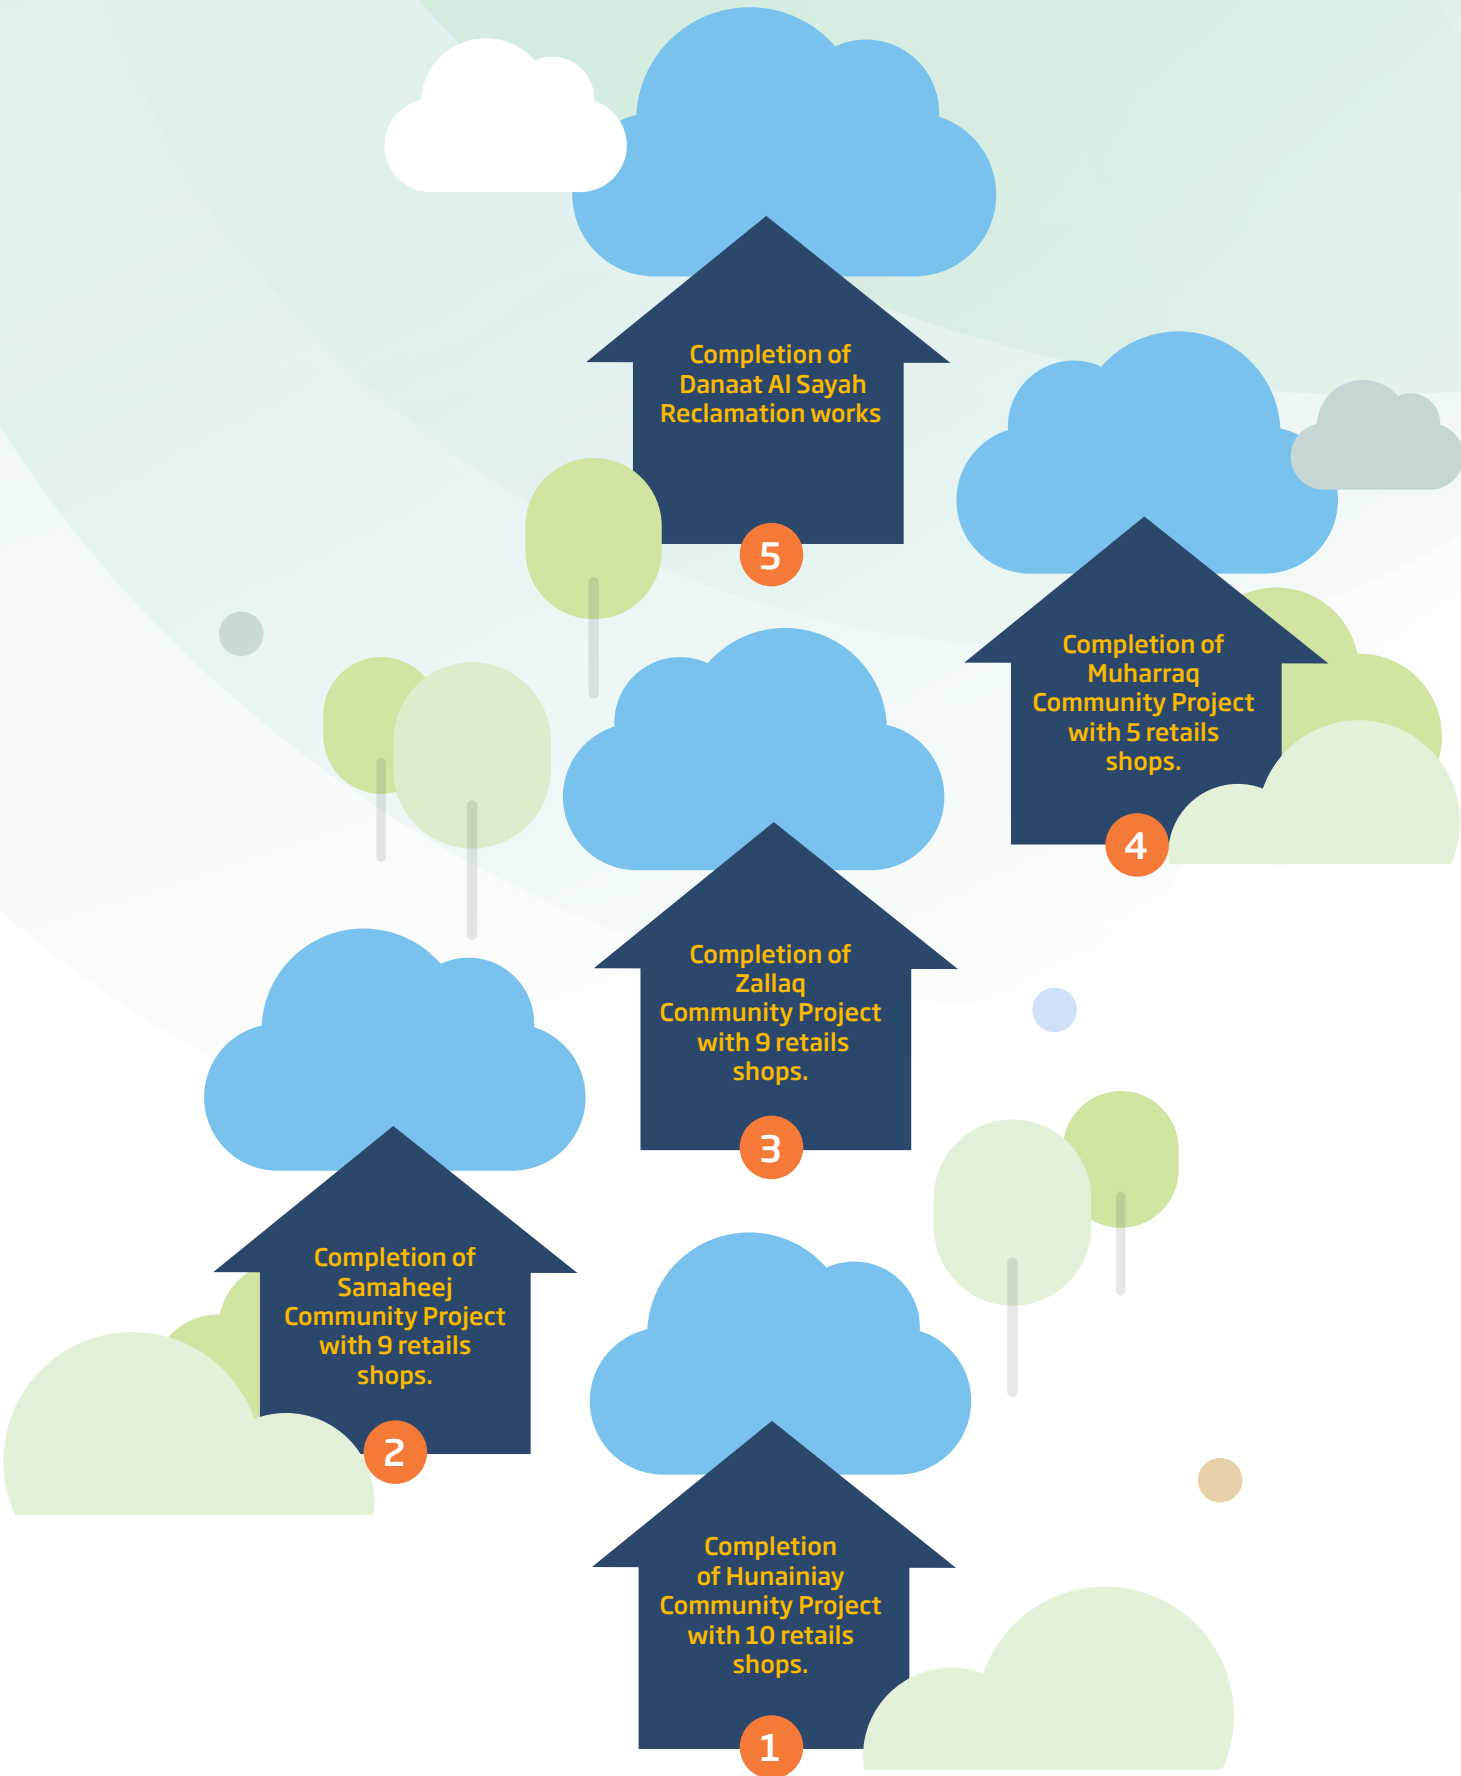 Completion of
Danaat Al Sayah
Reclamation works
5
Completion of
Muharraq
Community Project
with 5 retails
shops.
4
Completion of
Zallaq
Community Project
with 9 retails
shops.
3
Completion of
Samaheej
Community Project
with 9 retails
shops.
2
Completion
of Hunainiay
Community Project
with 10 retails
shops.
1